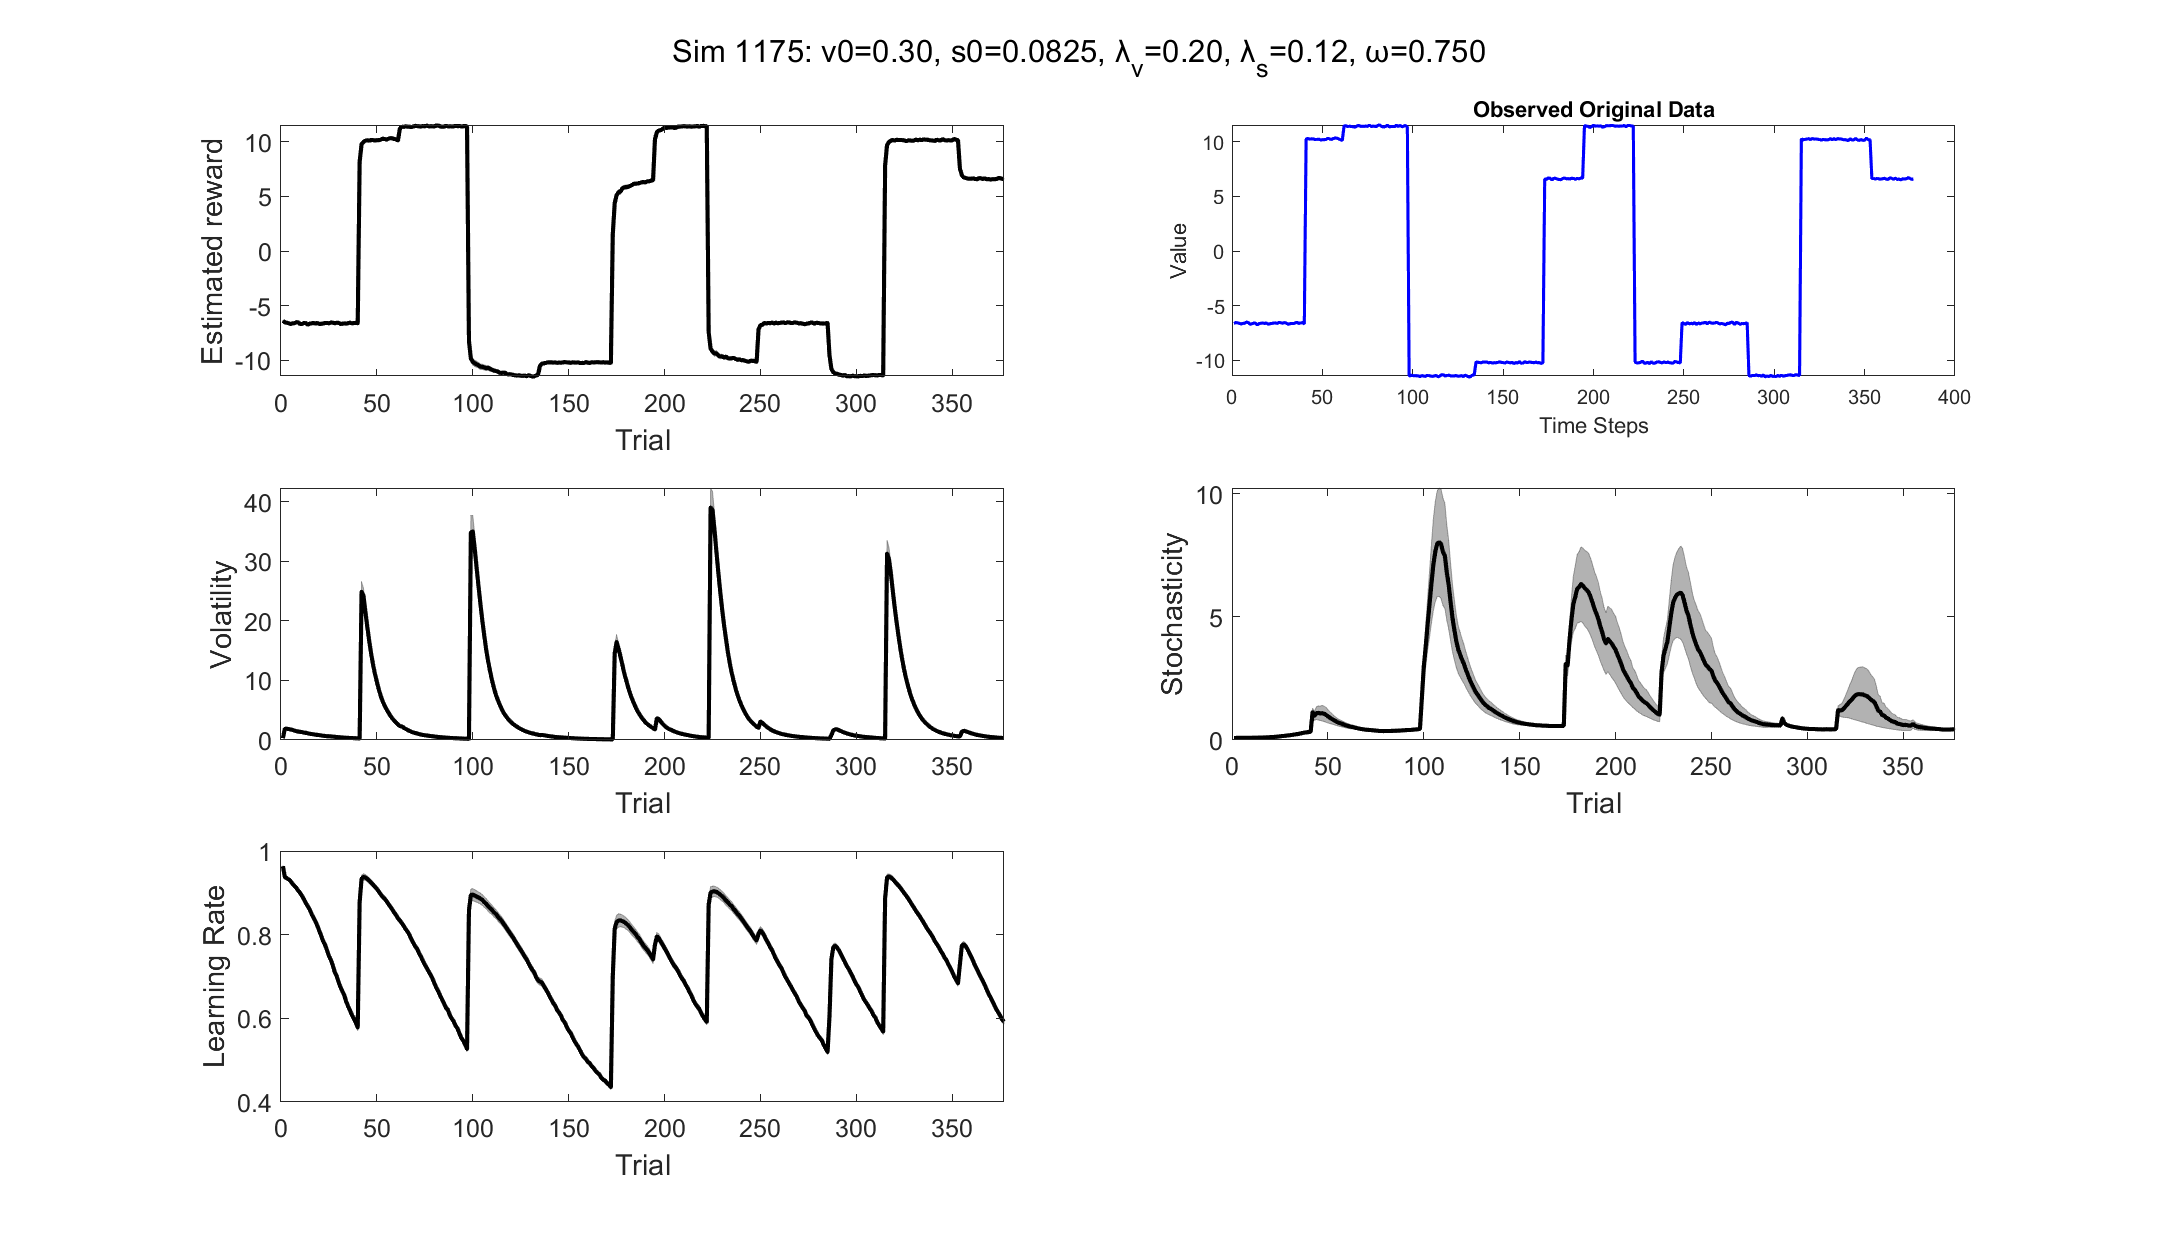 Sim 1175: v0=0.30, s0=0.0825, λ_v=0.20, λ_s=0.12, ω=0.750
Estimated reward
10
5
0
-5
-10
0 50 100 150 200 250 300 350
Trial
Observed Original Data
Value
10
5
0
-5
-10
0 50 100 150 200 250 300 350 400
Time Steps
Volatility
40
30
20
10
0
0 50 100 150 200 250 300 350
Trial
Stochasticity
10
5
0
0 50 100 150 200 250 300 350
Trial
Learning Rate
1
0.8
0.6
0.4
0 50 100 150 200 250 300 350
Trial